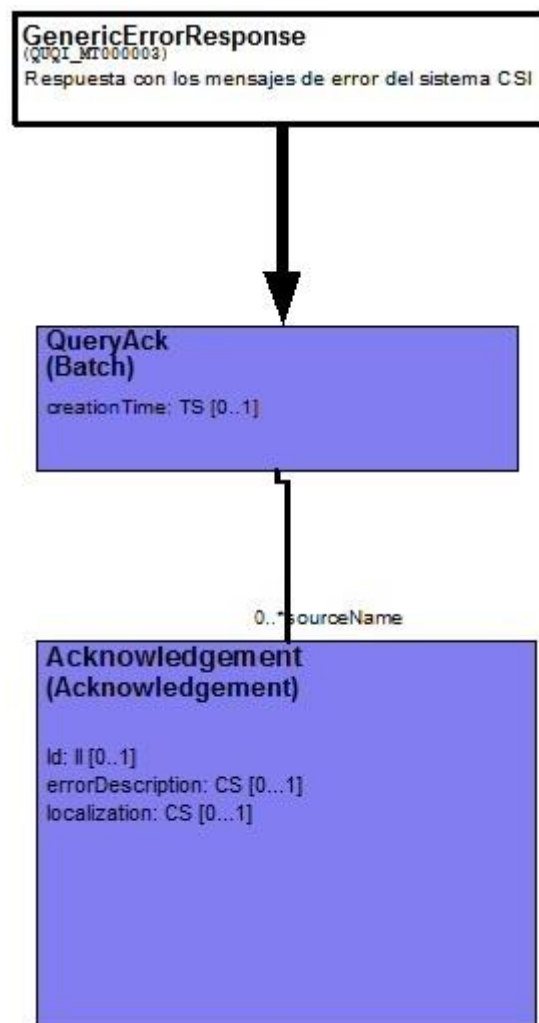 GenericErrorResponse
(QUQI_MT000003)
Respuesta con los mensajes de error del sistema CSI
QueryAck
(Batch)
creationTime: TS [0..1]
0..*sourceName
Acknowledgement
(Acknowledgement)
Id: II [0..1]
errorDescription: CS [0...1]
localization: CS [0...1]